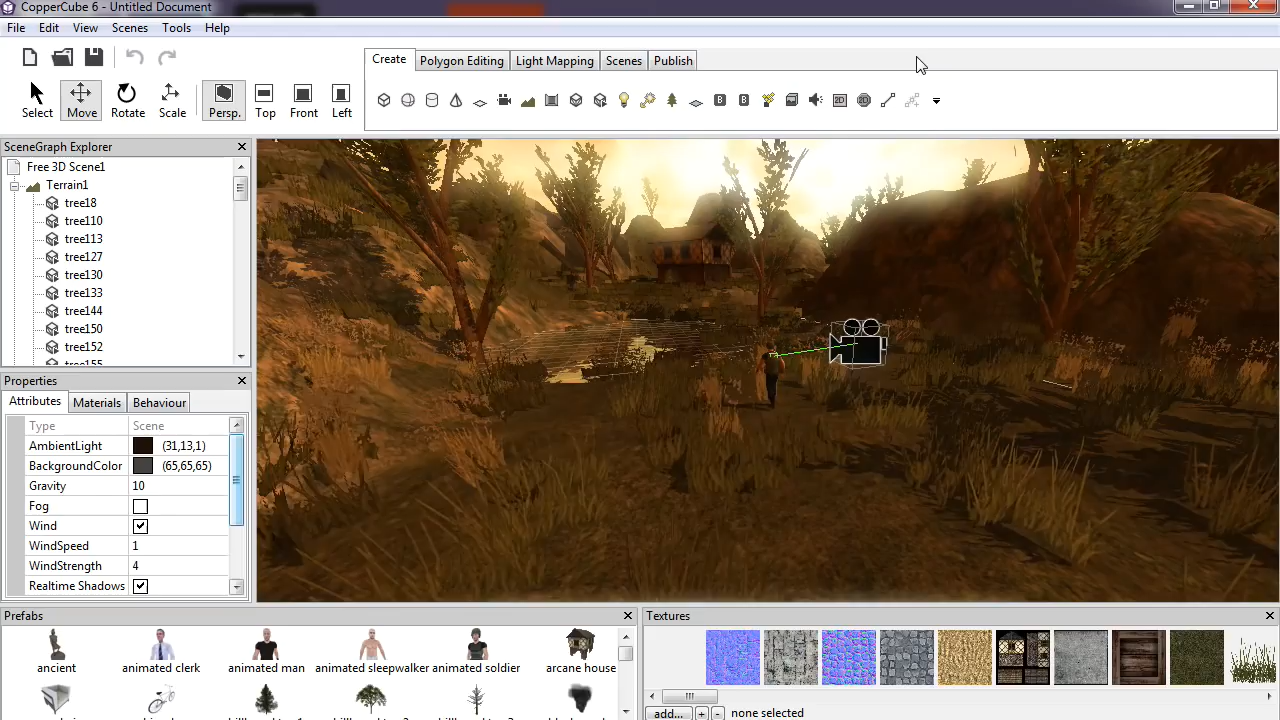 CopperCube 6 - Untitled Document
File Edit View Scenes Tools Help
Create Polygon Editing Light Mapping Scenes Publish
Select Move Rotate Scale Persp. Top Front Left
B B 2D 2D
SceneGraph Explorer
Free 3D Scene1
Terrain1
tree18
tree110
tree113
tree127
tree130
tree133
tree144
tree150
tree152
tree155
Properties
Attributes Materials Behaviour
Type Scene
AmbientLight (31,13,1)
BackgroundColor (65,65,65)
Gravity 10
Fog
Wind
WindSpeed 1
WindStrength 4
Realtime Shadows
Prefabs
ancient animated clerk animated man animated sleepwalker animated soldier arcane house
Textures
add... + - none selected